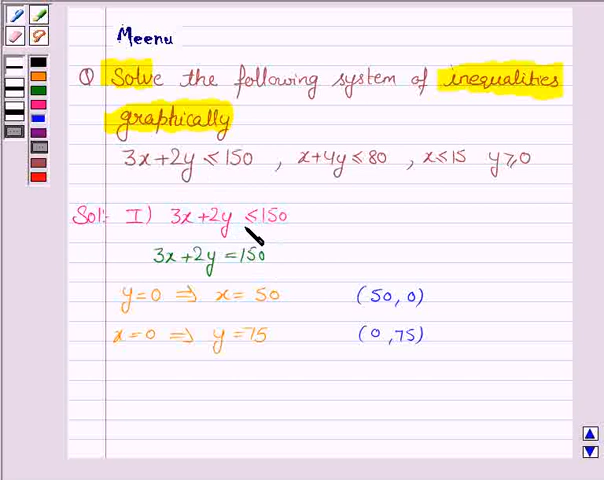 Meenu
Q Solve the following system of inequalities
graphically
3x+2y ≤ 150 , x+4y ≤ 80 , x ≤ 15 y ≥ 0
Sol:- I) 3x+2y ≤ 150
3x+2y = 150
y=0 ⇒ x = 50 (50, 0)
x=0 ⇒ y = 75 (0, 75)